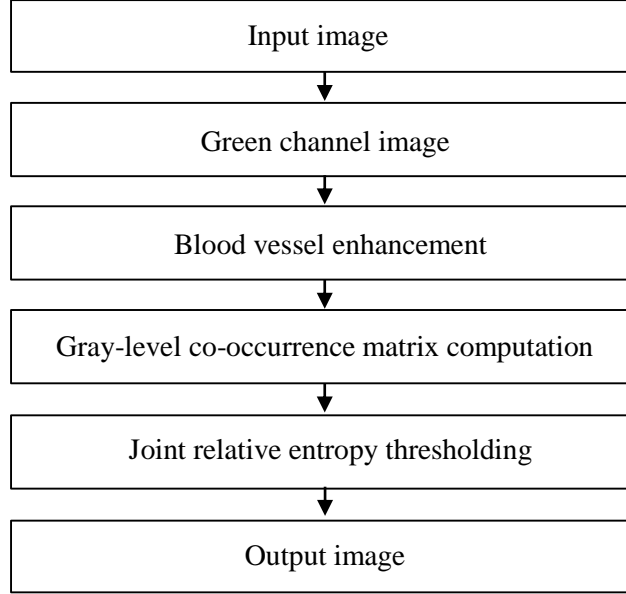 Input image
Green channel image
Blood vessel enhancement
Gray-level co-occurrence matrix computation
Joint relative entropy thresholding
Output image